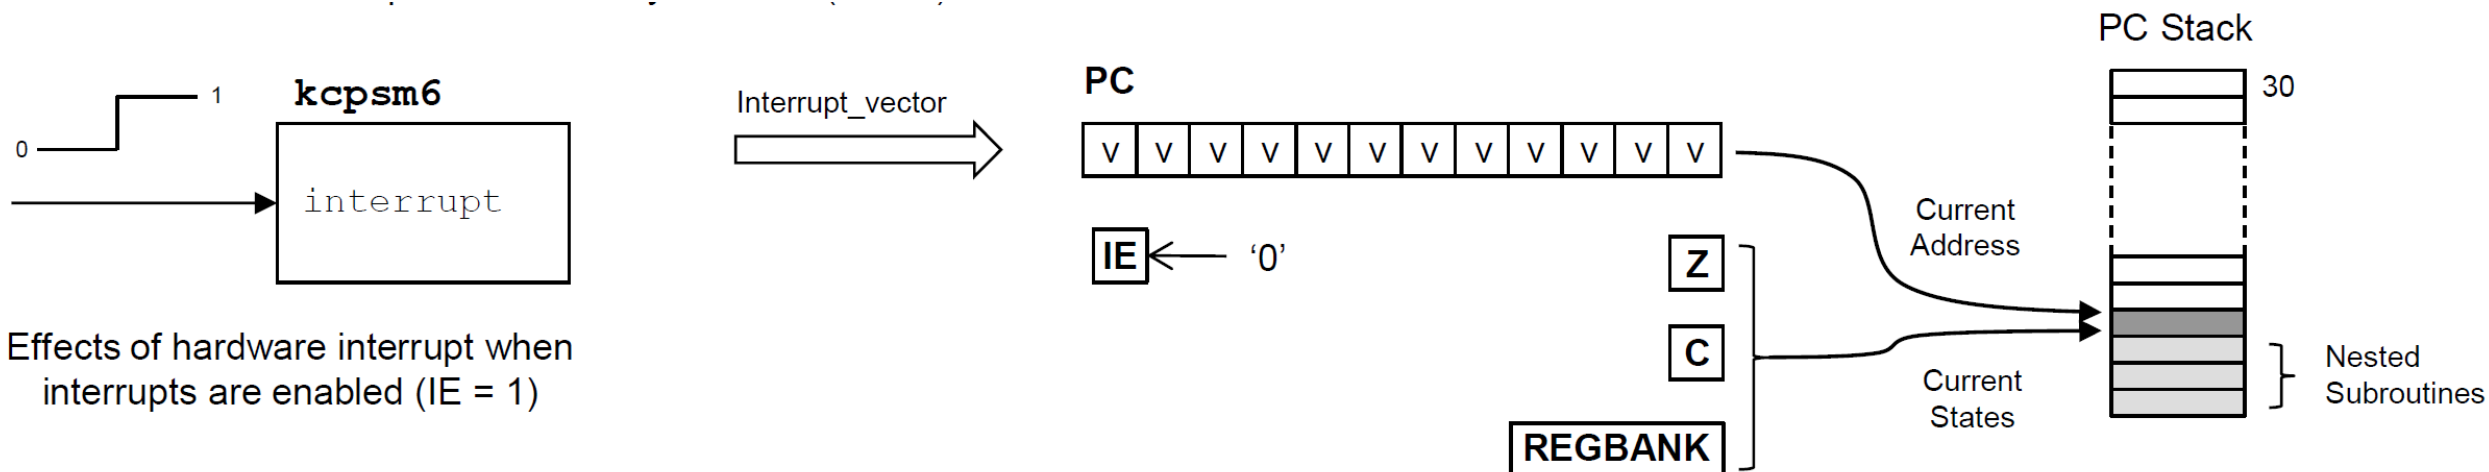 PC Stack
30
0
1
kcpsm6
interrupt
Interrupt_vector
PC
v v v v v v v v v v v v
IE
'0'
Z
C
REGBANK
Current
Address
Current
States
Nested
Subroutines
Effects of hardware interrupt when
interrupts are enabled (IE = 1)